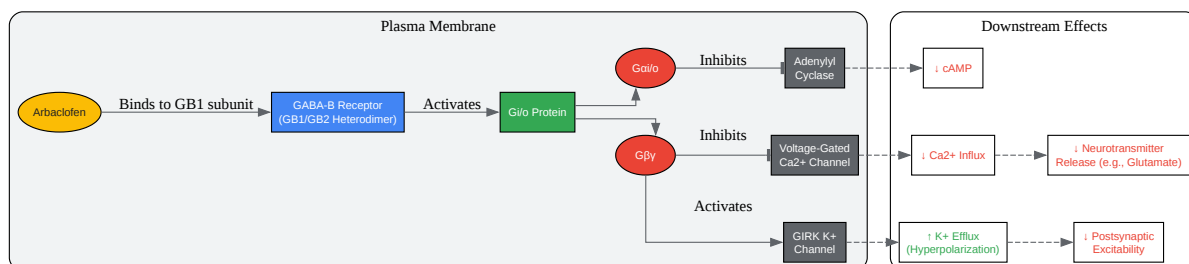 Plasma Membrane
Downstream Effects
Arbaclofen
Binds to GB1 subunit
GABA-B Receptor
(GB1/GB2 Heterodimer)
Activates
Gi/o Protein
Gαi/o
Inhibits
Adenylyl
Cyclase
↓ cAMP
Gβγ
Inhibits
Voltage-Gated
Ca2+ Channel
↓ Ca2+ Influx
↓ Neurotransmitter
Release (e.g., Glutamate)
Activates
GIRK K+
Channel
↑ K+ Efflux
(Hyperpolarization)
↓ Postsynaptic
Excitability